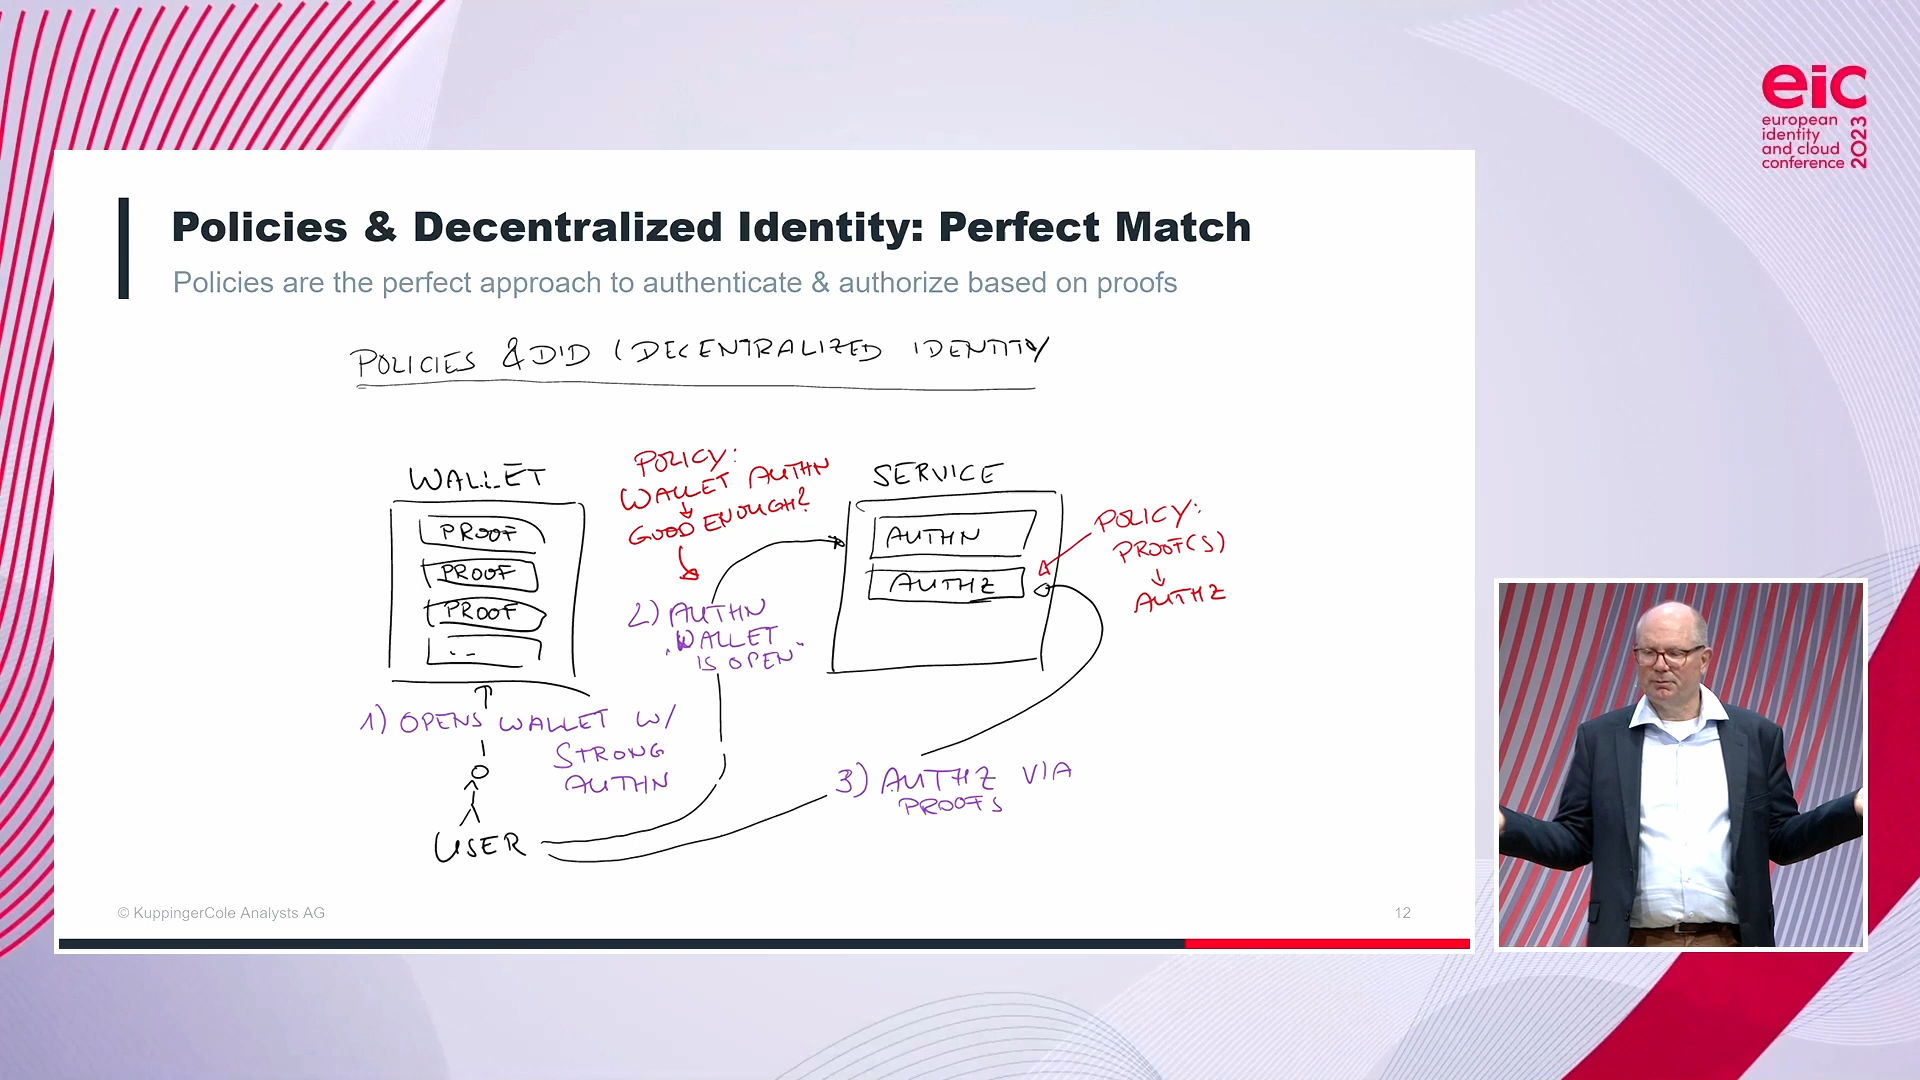 eic
european
identity
and cloud
conference
2023
Policies & Decentralized Identity: Perfect Match
Policies are the perfect approach to authenticate & authorize based on proofs
POLICIES & DID (DECENTRALIZED IDENTITY
WALLET
PROOF
PROOF
PROOF
...
POLICY:
WALLET AUTHN
GOOD ENOUGH?
SERVICE
AUTHN
AUTHZ
POLICY:
PROOF(S)
AUTHZ
2) AUTHN
"WALLET
IS OPEN"
1) OPENS WALLET W/
STRONG
AUTHN
USER
3) AUTHZ VIA
PROOFS
© KuppingerCole Analysts AG
12